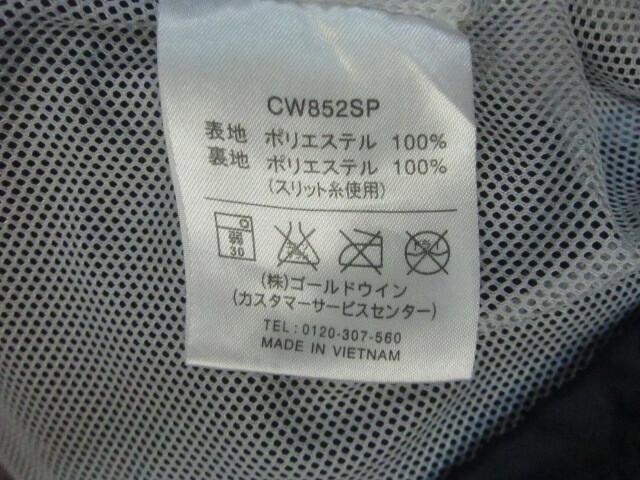 CW852SP
表地 ポリエステル 100%
裏地 ポリエステル 100%
(スリット糸使用)
弱
30
(株)ゴールドウイン
(カスタマーサービスセンター)
TEL:0120-307-560
MADE IN VIETNAM